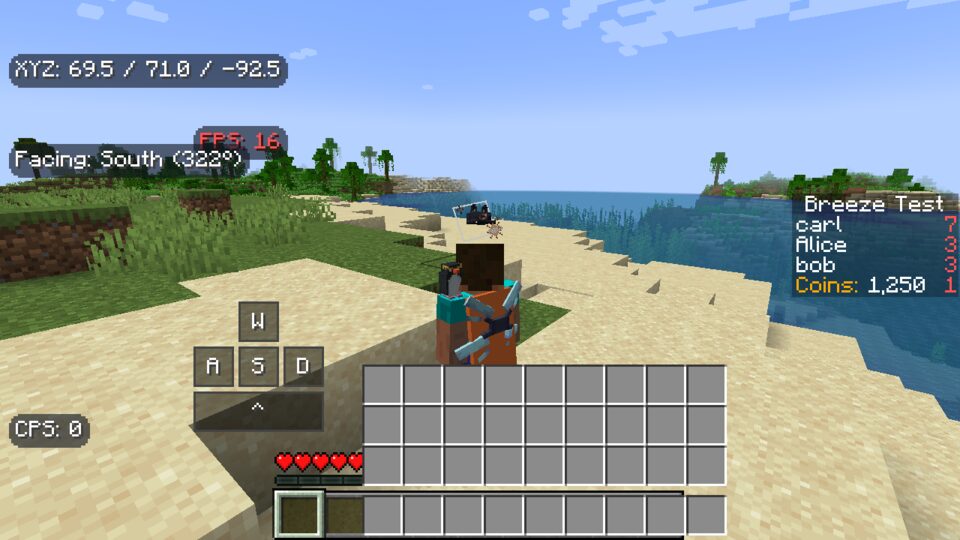 XYZ: 69.5 / 71.0 / -92.5
FPS: 16
Facing: South (322°)
Breeze Test
carl 7
Alice 3
bob 3
Coins: 1,250 1
W
A S D
^
CPS: 0